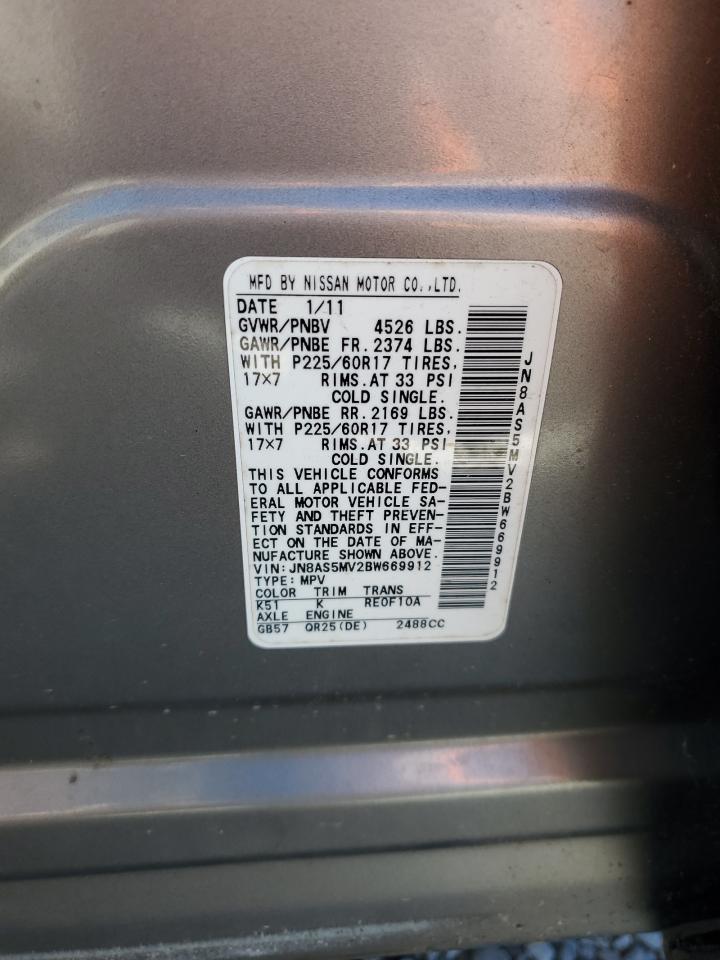 MFD BY NISSAN MOTOR CO.,LTD.
DATE 1/11
GVWR/PNBV 4526 LBS.
GAWR/PNBE FR. 2374 LBS.
WITH P225/60R17 TIRES,
17X7 RIMS.AT 33 PSI
COLD SINGLE.
GAWR/PNBE RR. 2169 LBS.
WITH P225/60R17 TIRES,
17X7 RIMS.AT 33 PSI
COLD SINGLE.
THIS VEHICLE CONFORMS
TO ALL APPLICABLE FED-
ERAL MOTOR VEHICLE SA-
FETY AND THEFT PREVEN-
TION STANDARDS IN EFF-
ECT ON THE DATE OF MA-
NUFACTURE SHOWN ABOVE.
VIN:JN8AS5MV2BW669912
TYPE:MPV
COLOR TRIM TRANS
K51 K RE0F10A
AXLE ENGINE
GB57 QR25(DE) 2488CC
JN8AS5MV2BW669912